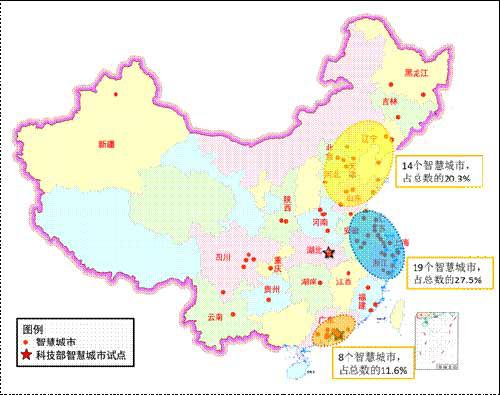 黑龙江
吉林
辽宁
新疆
北京
天津
河北
山东
14个智慧城市，
占总数的20.3%
陕西
河南
安徽
海
浙江
四川
重庆
湖北
19个智慧城市，
占总数的27.5%
湖南
江西
贵州
福建
云南
广东
8个智慧城市，
占总数的11.6%
图例
智慧城市
科技部智慧城市试点